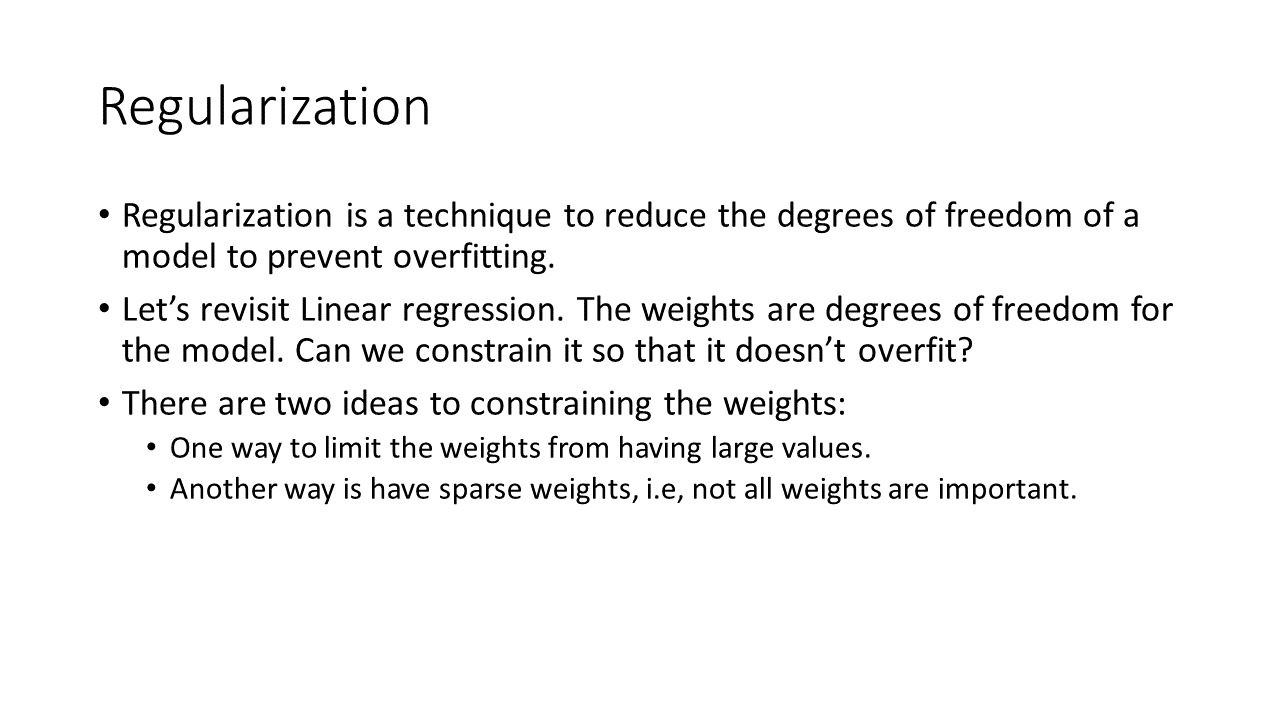 Regularization
• Regularization is a technique to reduce the degrees of freedom of a
model to prevent overfitting.
• Let’s revisit Linear regression. The weights are degrees of freedom for
the model. Can we constrain it so that it doesn’t overfit?
• There are two ideas to constraining the weights:
• One way to limit the weights from having large values.
• Another way is have sparse weights, i.e, not all weights are important.